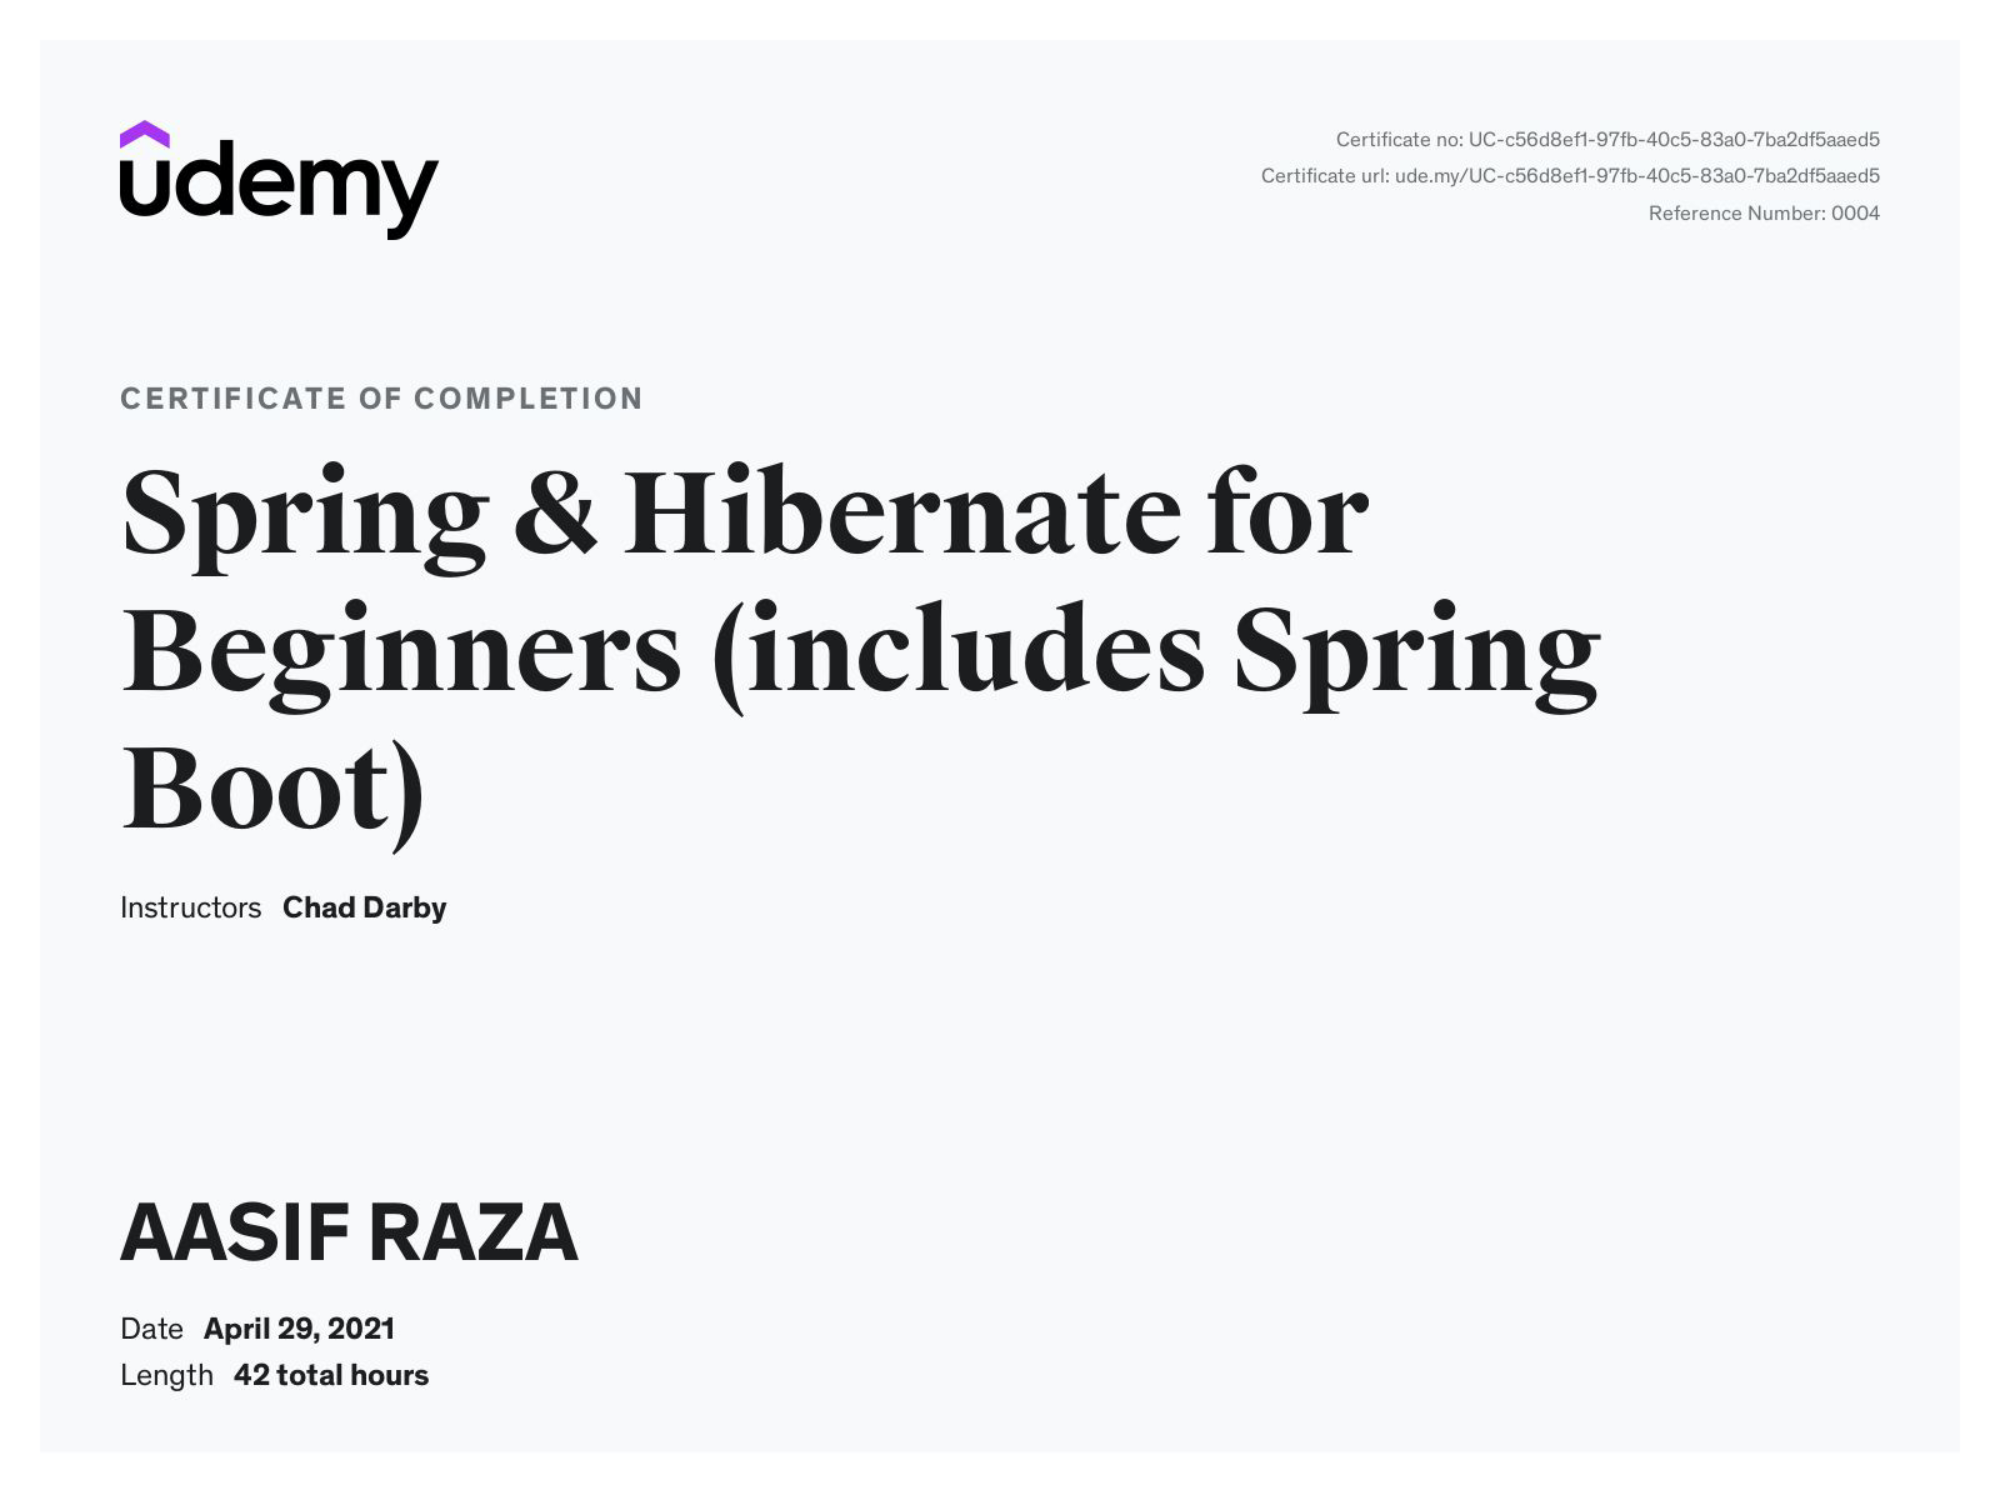 udemy
Certificate no: UC-c56d8ef1-97fb-40c5-83a0-7ba2df5aaed5
Certificate url: ude.my/UC-c56d8ef1-97fb-40c5-83a0-7ba2df5aaed5
Reference Number: 0004
CERTIFICATE OF COMPLETION
Spring & Hibernate for
Beginners (includes Spring
Boot)
Instructors Chad Darby
AASIF RAZA
Date April 29, 2021
Length 42 total hours